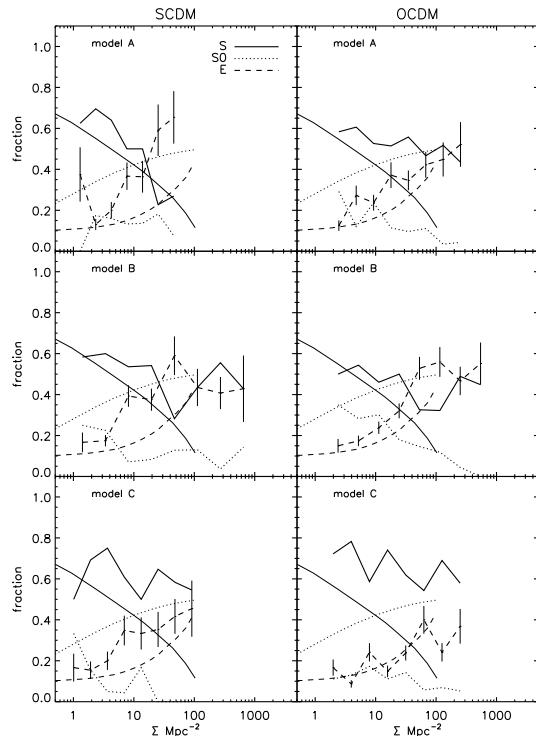 SCDM
OCDM
model A
S
S0
E
model A
fraction
1.0
0.8
0.6
0.4
0.2
0.0
model B
model B
fraction
1.0
0.8
0.6
0.4
0.2
0.0
model C
model C
fraction
1.0
0.8
0.6
0.4
0.2
0.0
1 10 100 1000
1 10 100 1000
Σ Mpc⁻²
Σ Mpc⁻²